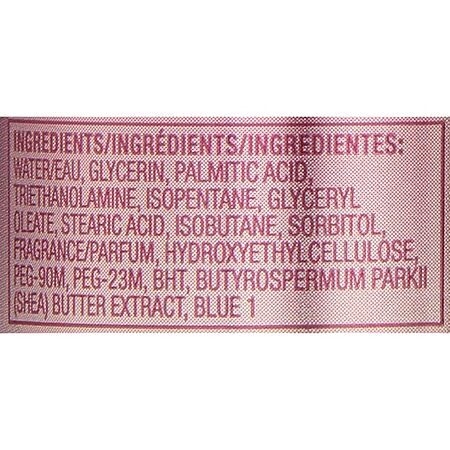 INGREDIENTS/INGRÉDIENTS/INGREDIENTES:
WATER/EAU, GLYCERIN, PALMITIC ACID,
TRIETHANOLAMINE, ISOPENTANE, GLYCERYL
OLEATE, STEARIC ACID, ISOBUTANE, SORBITOL,
FRAGRANCE/PARFUM, HYDROXYETHYLCELLULOSE,
PEG-90M, PEG-23M, BHT, BUTYROSPERMUM PARKII
(SHEA) BUTTER EXTRACT, BLUE 1